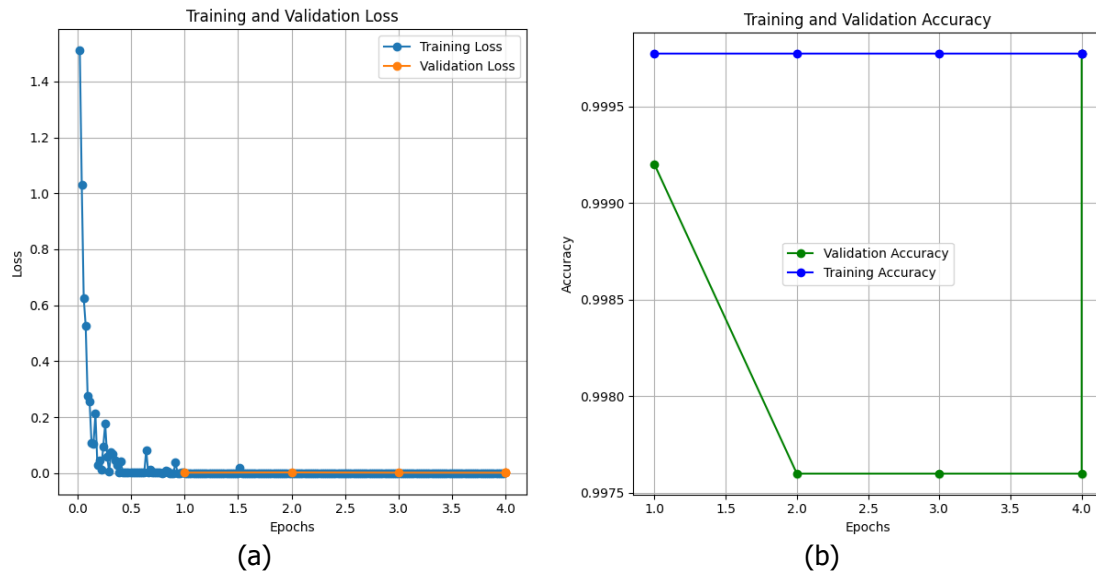 Training and Validation Loss
Training Loss
Validation Loss
Loss
1.4
1.2
1.0
0.8
0.6
0.4
0.2
0.0
0.0 0.5 1.0 1.5 2.0 2.5 3.0 3.5 4.0
Epochs
(a)
Training and Validation Accuracy
Validation Accuracy
Training Accuracy
Accuracy
0.9995
0.9990
0.9985
0.9980
0.9975
1.0 1.5 2.0 2.5 3.0 3.5 4.0
Epochs
(b)